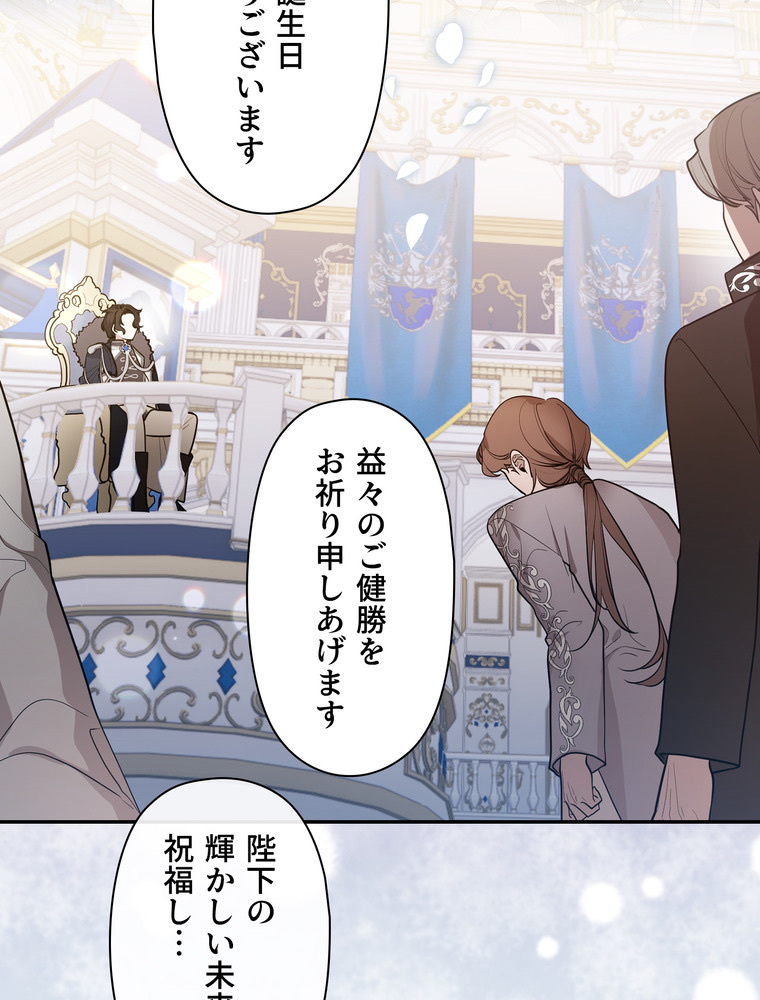 誕生日
ございます
益々のご健勝を
お祈り申しあげます
陛下の
輝かしい未来
祝福し…